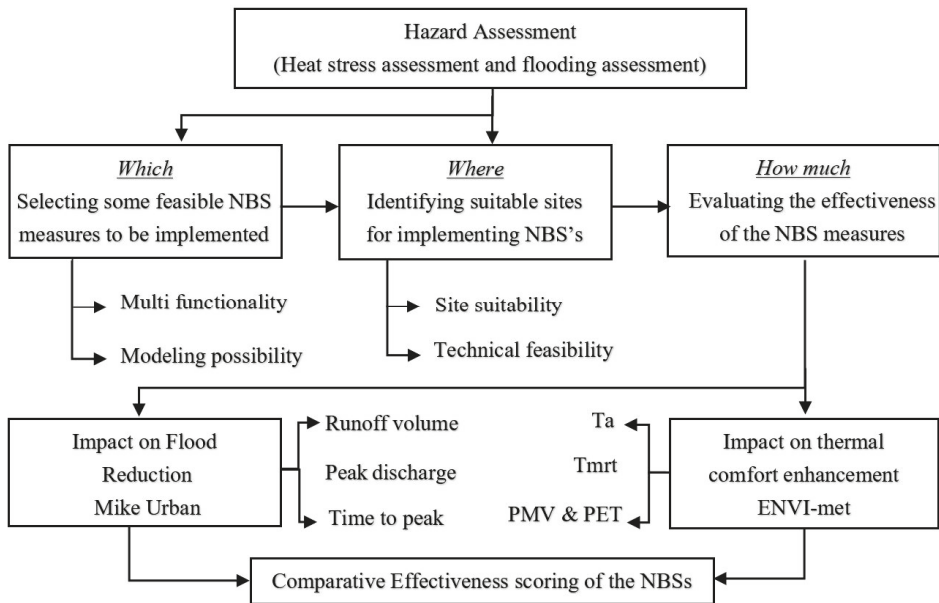 Hazard Assessment
(Heat stress assessment and flooding assessment)
Which
Selecting some feasible NBS
measures to be implemented
Where
Identifying suitable sites
for implementing NBS's
How much
Evaluating the effectiveness
of the NBS measures
Multi functionality
Modeling possibility
Site suitability
Technical feasibility
Impact on Flood
Reduction
Mike Urban
Runoff volume
Peak discharge
Time to peak
Ta
Tmrt
PMV & PET
Impact on thermal
comfort enhancement
ENVI-met
Comparative Effectiveness scoring of the NBSs